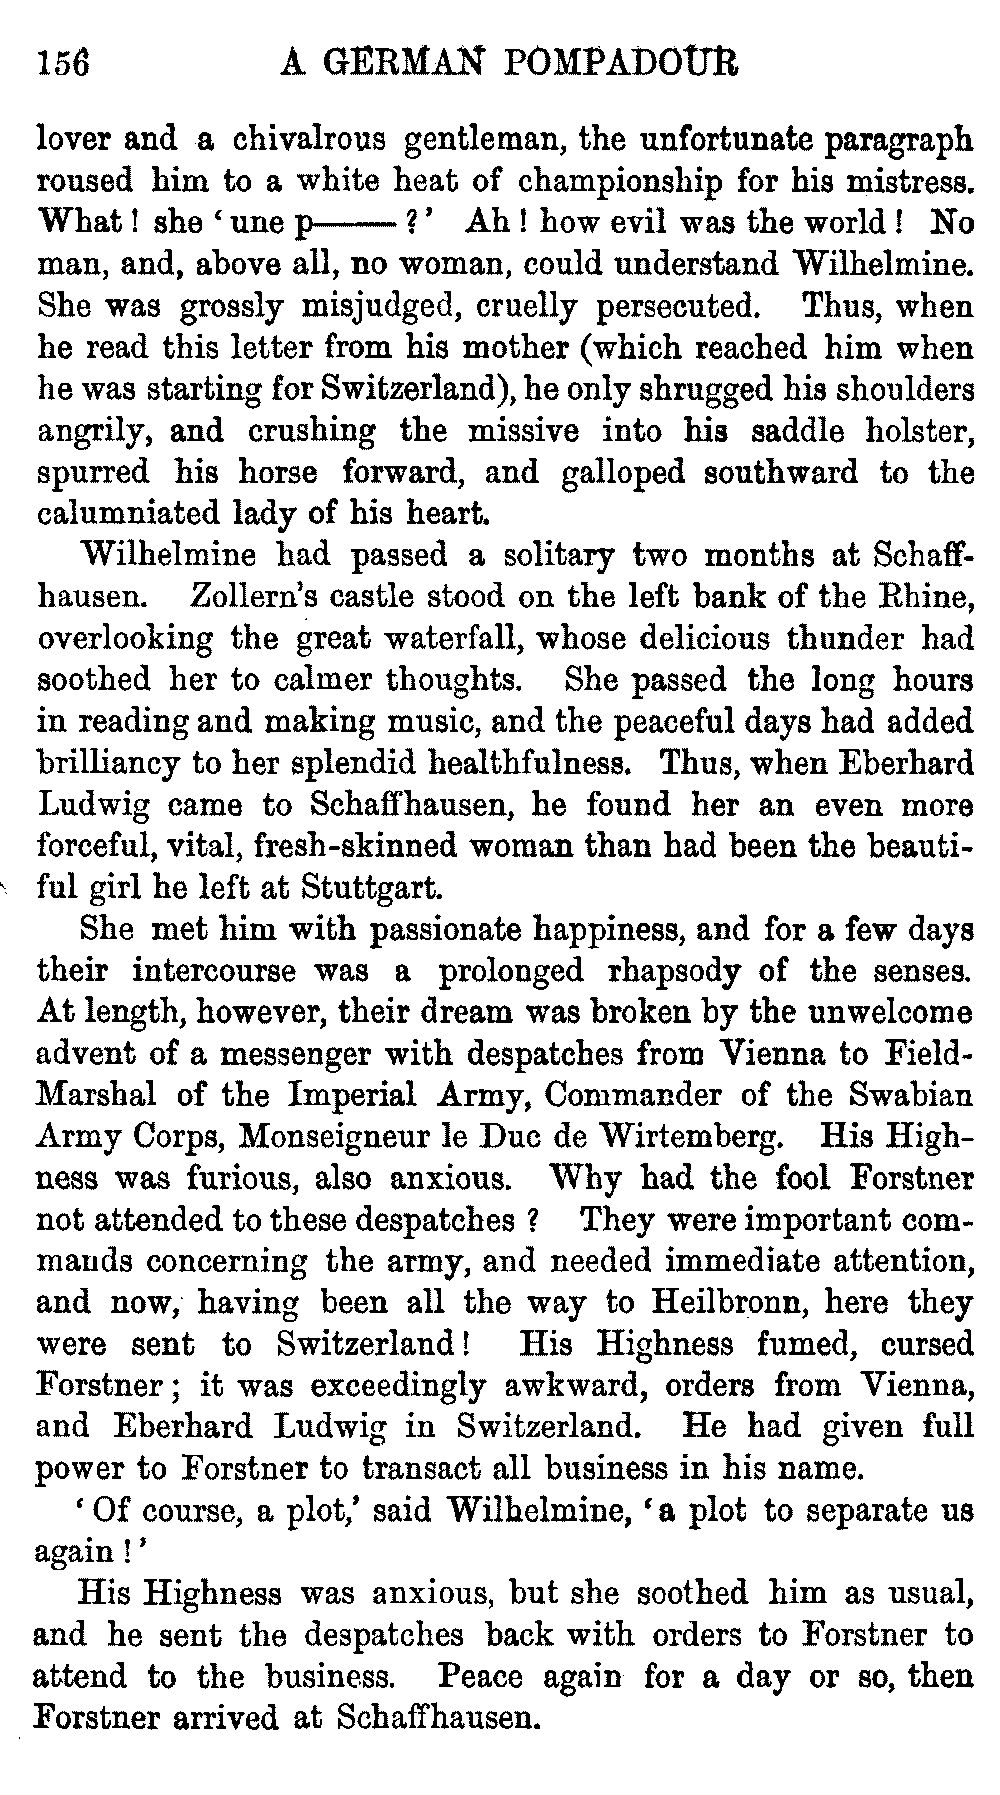 156 A GERMAN POMPADOUR
lover and a chivalrous gentleman, the unfortunate paragraph
roused him to a white heat of championship for his mistress.
What! she ‘une p—— ?’ Ah! how evil was the world! No
man, and, above all, no woman, could understand Wilhelmine.
She was grossly misjudged, cruelly persecuted. Thus, when
he read this letter from his mother (which reached him when
he was starting for Switzerland), he only shrugged his shoulders
angrily, and crushing the missive into his saddle holster,
spurred his horse forward, and galloped southward to the
calumniated lady of his heart.
Wilhelmine had passed a solitary two months at Schaff-
hausen. Zollern's castle stood on the left bank of the Rhine,
overlooking the great waterfall, whose delicious thunder had
soothed her to calmer thoughts. She passed the long hours
in reading and making music, and the peaceful days had added
brilliancy to her splendid healthfulness. Thus, when Eberhard
Ludwig came to Schaffhausen, he found her an even more
forceful, vital, fresh-skinned woman than had been the beauti-
ful girl he left at Stuttgart.
She met him with passionate happiness, and for a few days
their intercourse was a prolonged rhapsody of the senses.
At length, however, their dream was broken by the unwelcome
advent of a messenger with despatches from Vienna to Field-
Marshal of the Imperial Army, Commander of the Swabian
Army Corps, Monseigneur le Duc de Wirtemberg. His High-
ness was furious, also anxious. Why had the fool Forstner
not attended to these despatches? They were important com-
mands concerning the army, and needed immediate attention,
and now, having been all the way to Heilbronn, here they
were sent to Switzerland! His Highness fumed, cursed
Forstner; it was exceedingly awkward, orders from Vienna,
and Eberhard Ludwig in Switzerland. He had given full
power to Forstner to transact all business in his name.
‘Of course, a plot,’ said Wilhelmine, ‘a plot to separate us
again!’
His Highness was anxious, but she soothed him as usual,
and he sent the despatches back with orders to Forstner to
attend to the business. Peace again for a day or so, then
Forstner arrived at Schaffhausen.